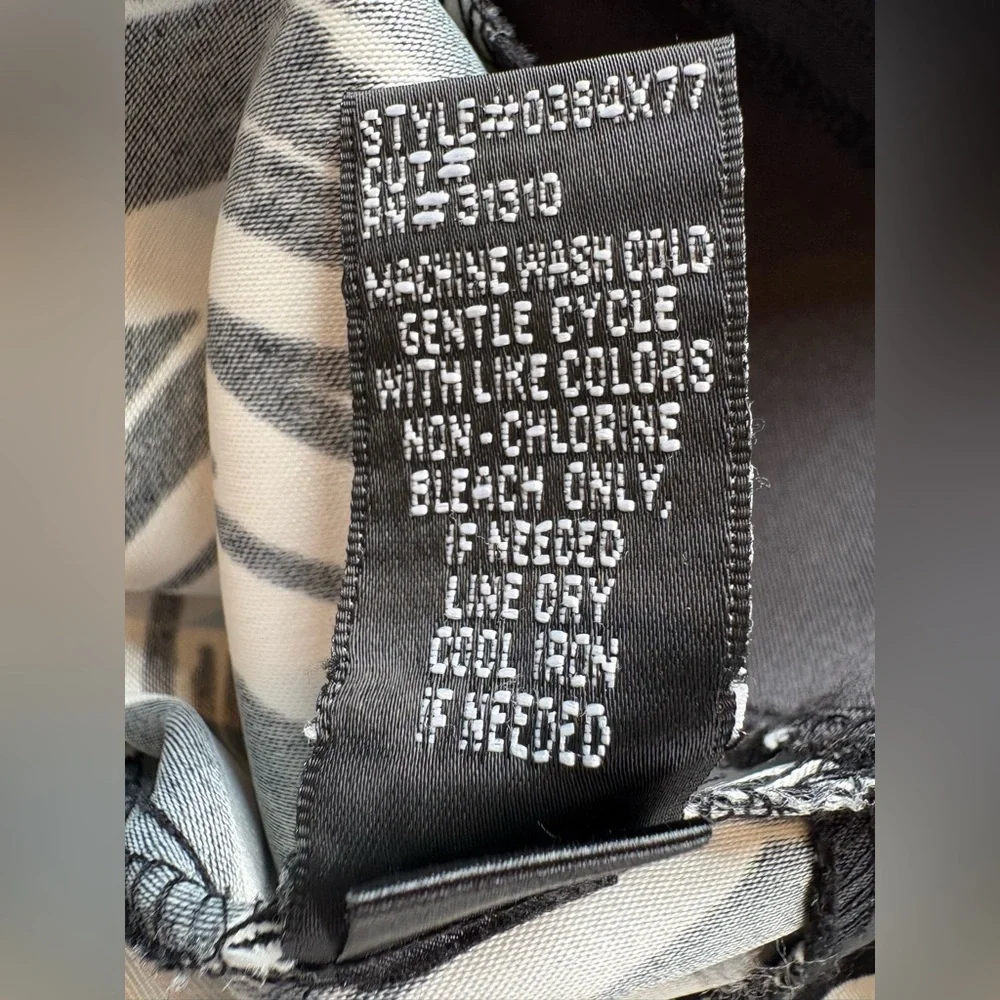 STYLE#0384X77
CUT#
RN#31310
MACHINE WASH COLD
GENTLE CYCLE
WITH LIKE COLORS
NON-CHLORINE
BLEACH ONLY,
IF NEEDED
LINE DRY
COOL IRON
IF NEEDED